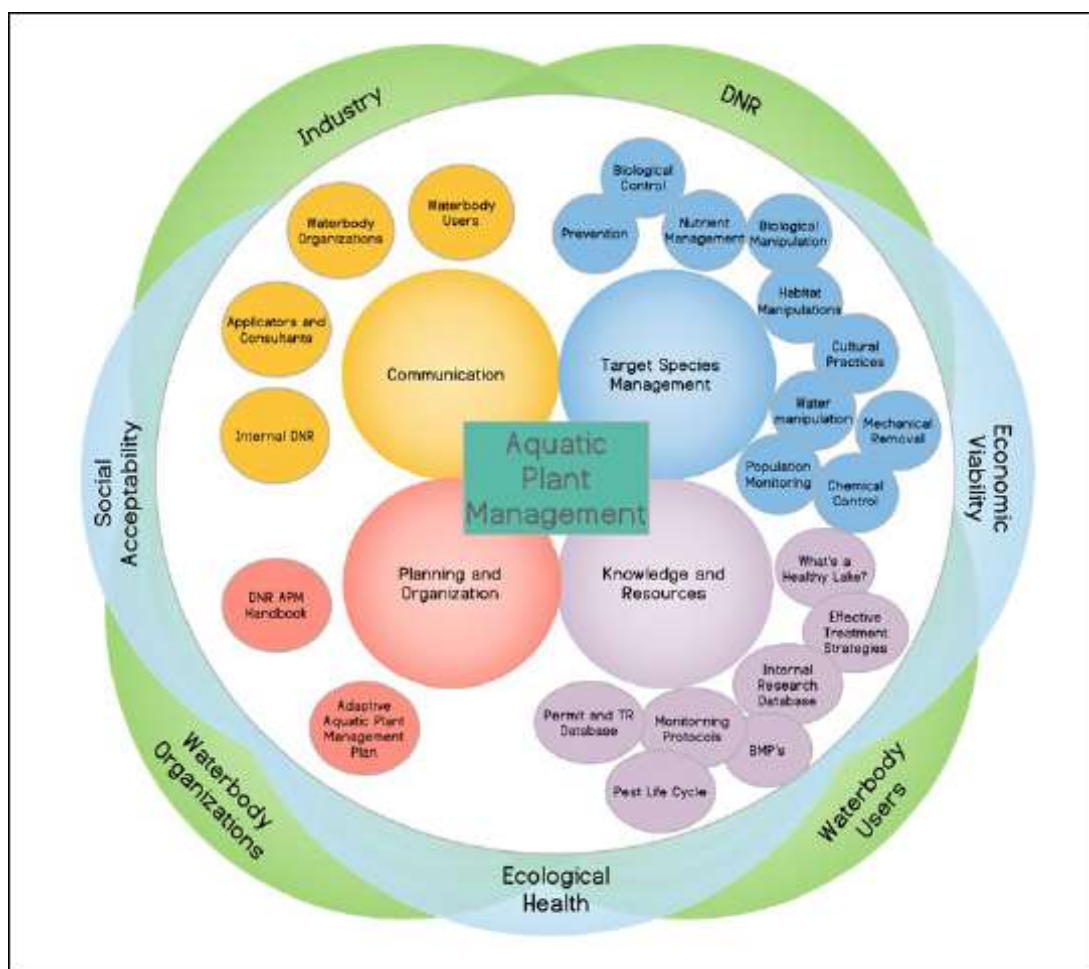 Industry
DNR
Biological
Control
Prevention
Nutrient
Management
Biological
Manipulation
Waterbody
Organizations
Waterbody
Users
Habitat
Manipulations
Applicators and
Consultants
Cultural
Practices
Communication
Target Species
Management
Water
manipulation
Mechanical
Removal
Internal DNR
Population
Monitoring
Chemical
Control
Social
Acceptability
Economic
Viability
Aquatic
Plant
Management
Planning and
Organization
Knowledge and
Resources
What's a
Healthy Lake?
DNR APM
Handbook
Effective
Treatment
Strategies
Internal
Research
Database
Adaptive
Aquatic Plant
Management
Plan
Permit and TR
Database
Monitorning
Protocols
BMP's
Pest Life Cycle
Waterbody
Organizations
Waterbody
Users
Ecological
Health